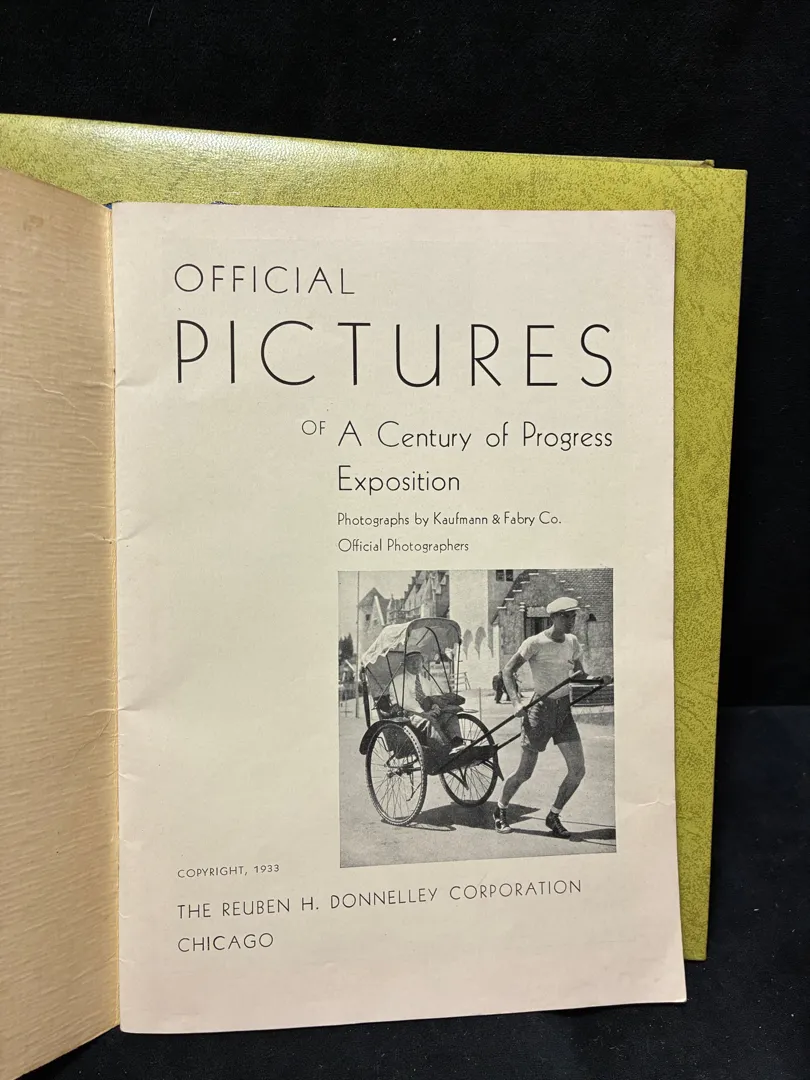 OFFICIAL
PICTURES
OF A Century of Progress
Exposition
Photographs by Kaufmann & Fabry Co.
Official Photographers
COPYRIGHT, 1933
THE REUBEN H. DONNELLEY CORPORATION
CHICAGO